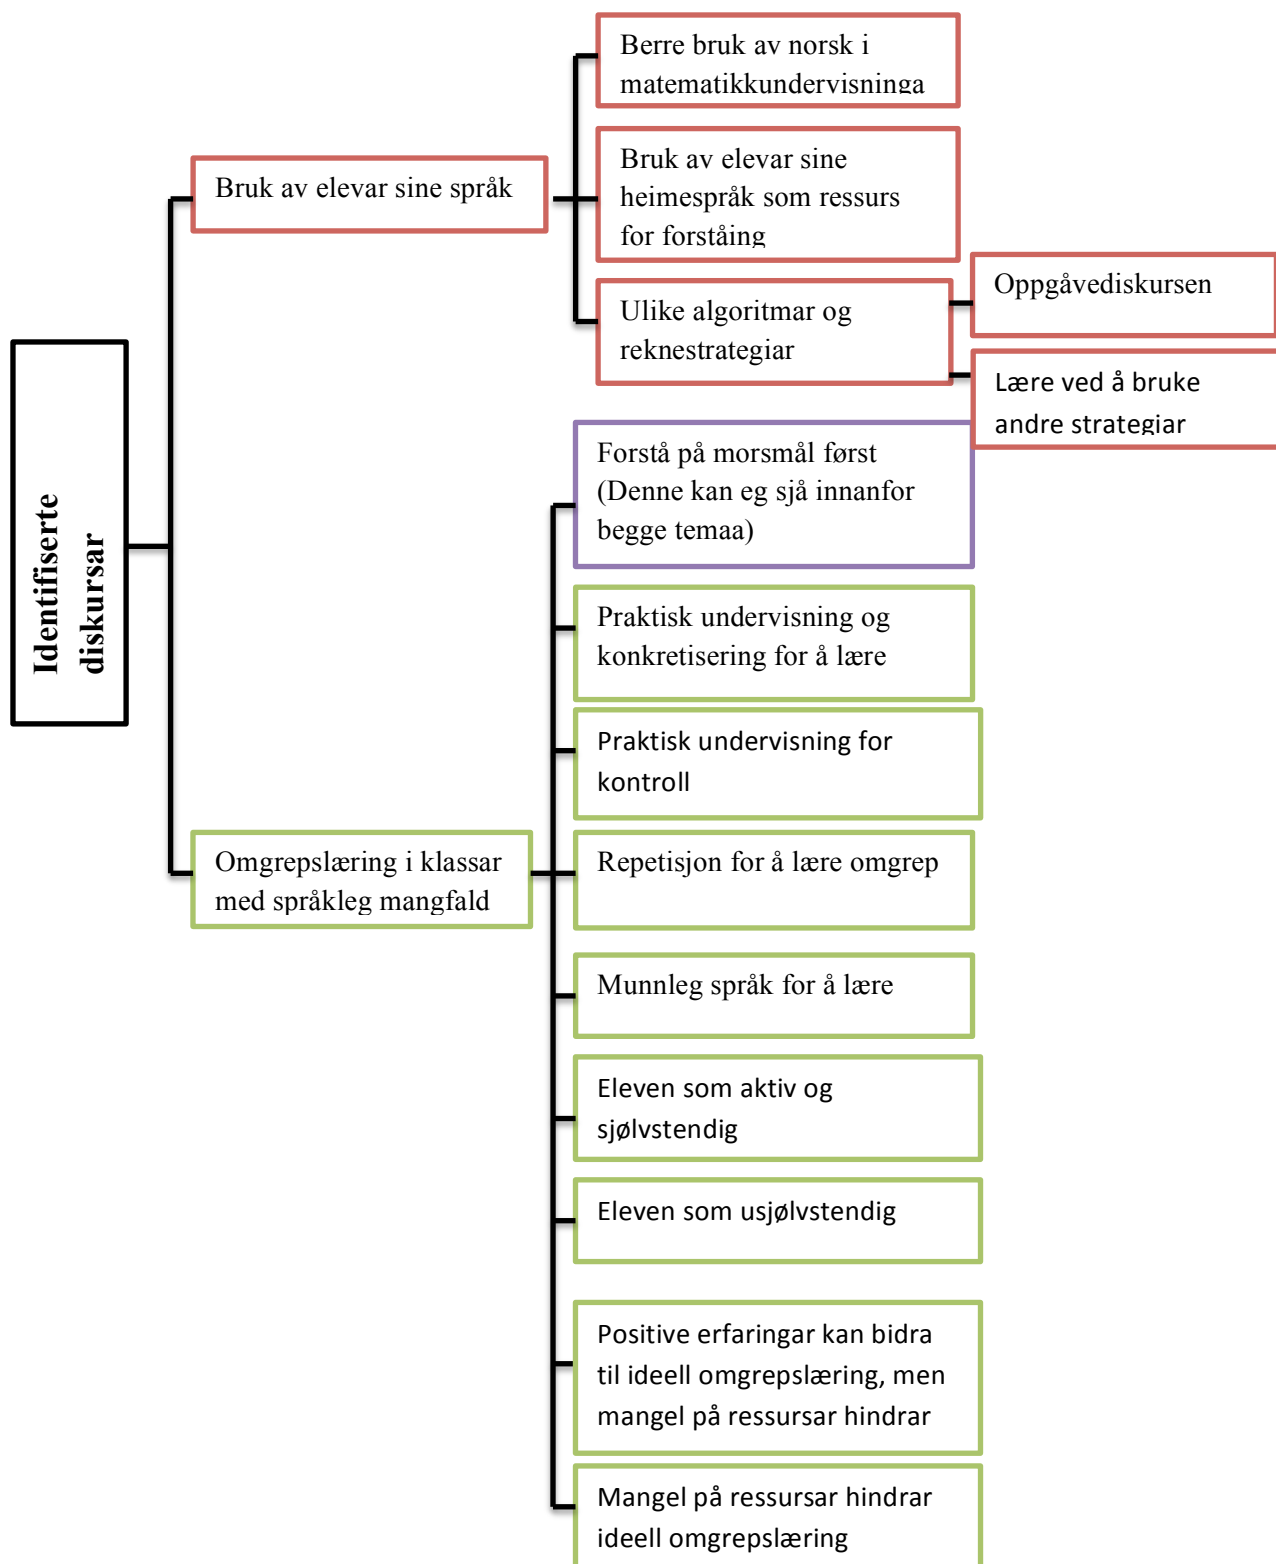 Identifiserte
diskursar
Bruk av elevar sine språk
Berre bruk av norsk i
matematikkundervisninga
Bruk av elevar sine
heimespråk som ressurs
for forståing
Ulike algoritmar og
reknestrategiar
Oppgåvediskursen
Lære ved å bruke
andre strategiar
Omgrepslæring i klassar
med språkleg mangfald
Forstå på morsmål først
(Denne kan eg sjå innanfor
begge temaa)
Praktisk undervisning og
konkretisering for å lære
Praktisk undervisning for
kontroll
Repetisjon for å lære omgrep
Munnleg språk for å lære
Eleven som aktiv og
sjølvstendig
Eleven som usjølvstendig
Positive erfaringar kan bidra
til ideell omgrepslæring, men
mangel på ressursar hindrar
Mangel på ressursar hindrar
ideell omgrepslæring